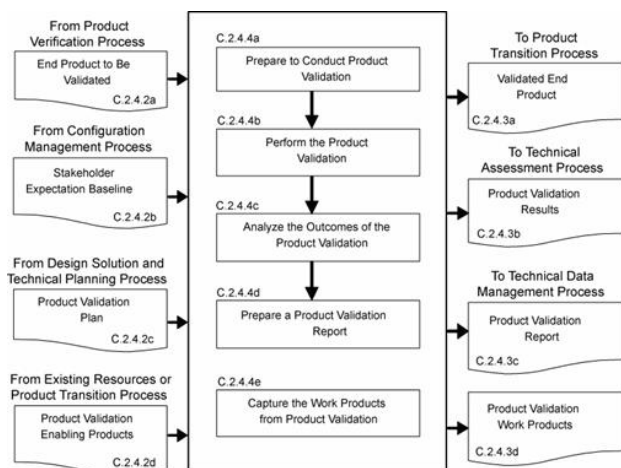 From Product
Verification Process
End Product to Be
Validated
C.2.4.2a
From Configuration
Management Process
Stakeholder
Expectation Baseline
C.2.4.2b
From Design Solution and
Technical Planning Process
Product Validation
Plan
C.2.4.2c
From Existing Resources or
Product Transition Process
Product Validation
Enabling Products
C.2.4.2d
C.2.4.4a
Prepare to Conduct Product
Validation
C.2.4.4b
Perform the Product
Validation
C.2.4.4c
Analyze the Outcomes of the
Product Validation
C.2.4.4d
Prepare a Product Validation
Report
C.2.4.4e
Capture the Work Products
from Product Validation
To Product
Transition Process
Validated End
Product
C.2.4.3a
To Technical
Assessment Process
Product Validation
Results
C.2.4.3b
To Technical Data
Management Process
Product Validation
Report
C.2.4.3c
Product Validation
Work Products
C.2.4.3d